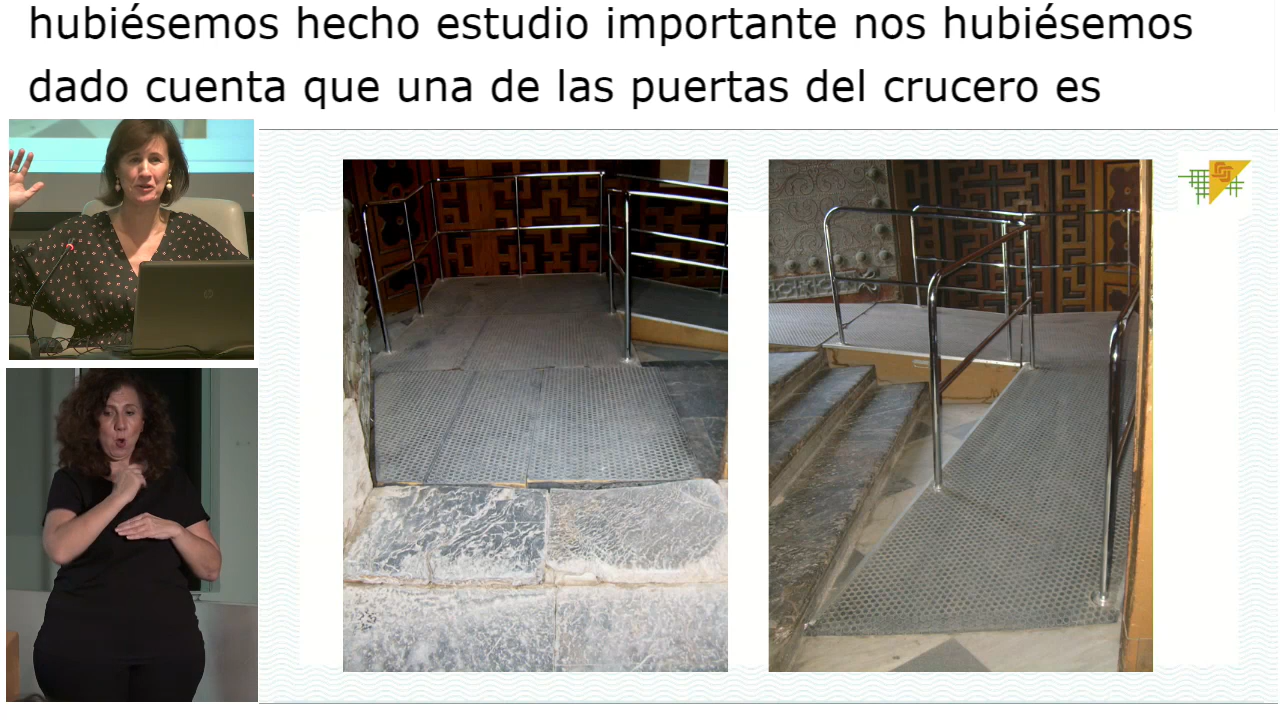 hubiésemos hecho estudio importante nos hubiésemos
dado cuenta que una de las puertas del crucero es